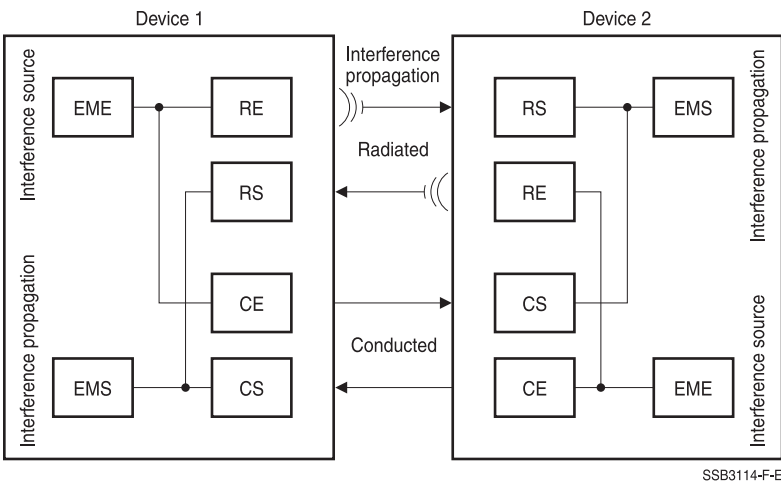 Device 1
Device 2
Interference source
Interference propagation
EME
RE
RS
CE
EMS
CS
Interference
propagation
Radiated
Conducted
RS
EMS
RE
CS
CE
EME
Interference propagation
Interference source
SSB3114-F-E